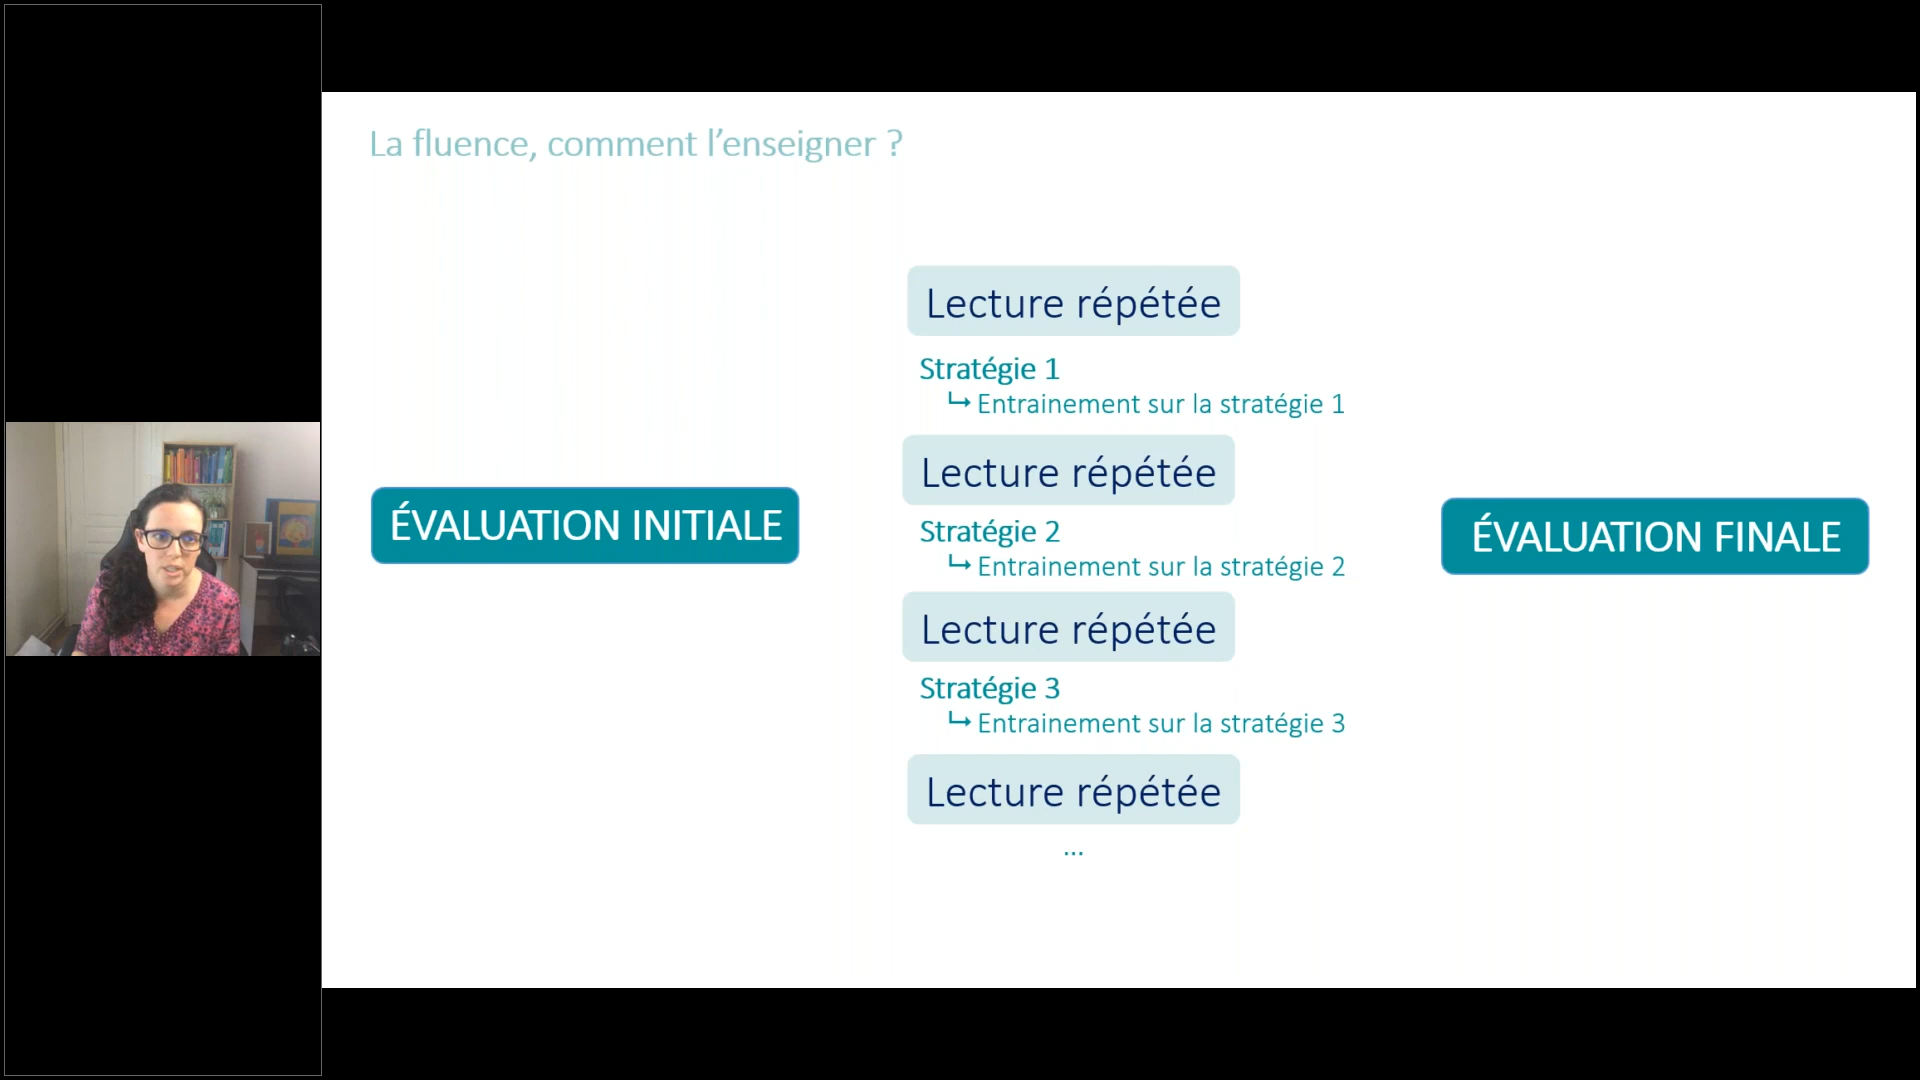 La fluence, comment l’enseigner ?
ÉVALUATION INITIALE
Lecture répétée
Stratégie 1
↳ Entrainement sur la stratégie 1
Lecture répétée
Stratégie 2
↳ Entrainement sur la stratégie 2
Lecture répétée
Stratégie 3
↳ Entrainement sur la stratégie 3
Lecture répétée
...
ÉVALUATION FINALE